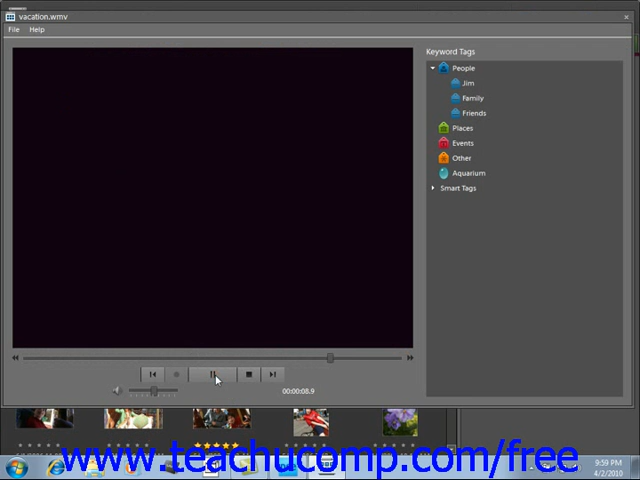 vacation.wmv
File Help
Keyword Tags
People
Jim
Family
Friends
Places
Events
Other
Aquarium
Smart Tags
00:00:08.9
www.teachucomp.com/free
9:59 PM
4/2/2010